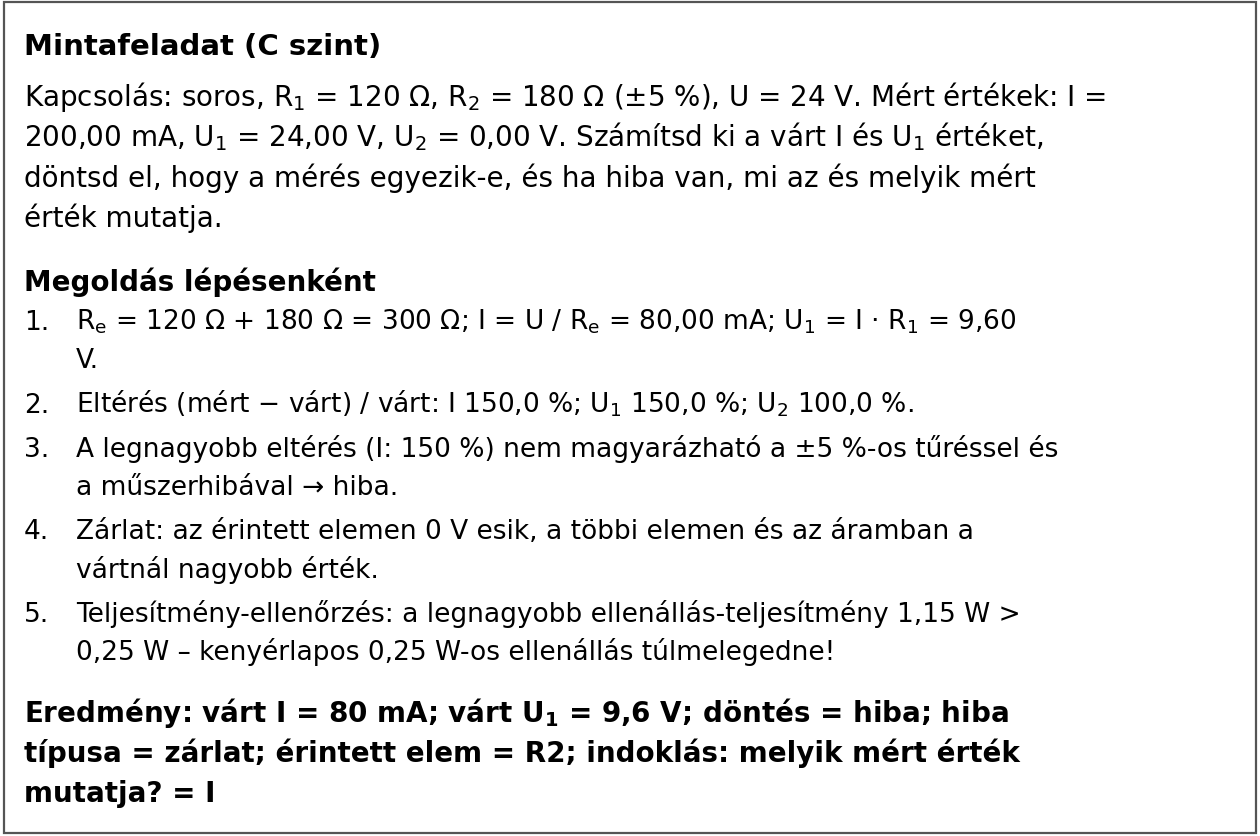 Mintafeladat (C szint)
Kapcsolás: soros, R₁ = 120 Ω, R₂ = 180 Ω (±5 %), U = 24 V. Mért értékek: I =
200,00 mA, U₁ = 24,00 V, U₂ = 0,00 V. Számítsd ki a várt I és U₁ értéket,
döntsd el, hogy a mérés egyezik-e, és ha hiba van, mi az és melyik mért
érték mutatja.
Megoldás lépésenként
1. Rₑ = 120 Ω + 180 Ω = 300 Ω; I = U / Rₑ = 80,00 mA; U₁ = I · R₁ = 9,60
V.
2. Eltérés (mért − várt) / várt: I 150,0 %; U₁ 150,0 %; U₂ 100,0 %.
3. A legnagyobb eltérés (I: 150 %) nem magyarázható a ±5 %-os tűréssel és
a műszerhibával → hiba.
4. Zárlat: az érintett elemen 0 V esik, a többi elemen és az áramban a
vártnál nagyobb érték.
5. Teljesítmény-ellenőrzés: a legnagyobb ellenállás-teljesítmény 1,15 W >
0,25 W – kenyérlapos 0,25 W-os ellenállás túlmelegedne!
Eredmény: várt I = 80 mA; várt U₁ = 9,6 V; döntés = hiba; hiba
típusa = zárlat; érintett elem = R2; indoklás: melyik mért érték
mutatja? = I